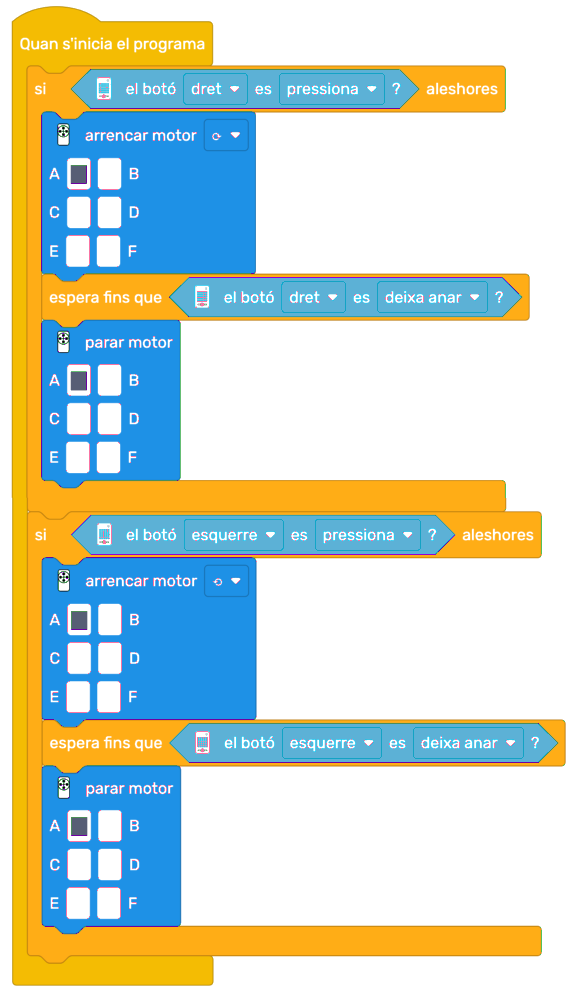 Quan s'inicia el programa
si el botó dret es pressiona ? aleshores
arrencar motor
A B
C D
E F
espera fins que el botó dret es deixa anar ?
parar motor
A B
C D
E F
si el botó esquerre es pressiona ? aleshores
arrencar motor
A B
C D
E F
espera fins que el botó esquerre es deixa anar ?
parar motor
A B
C D
E F